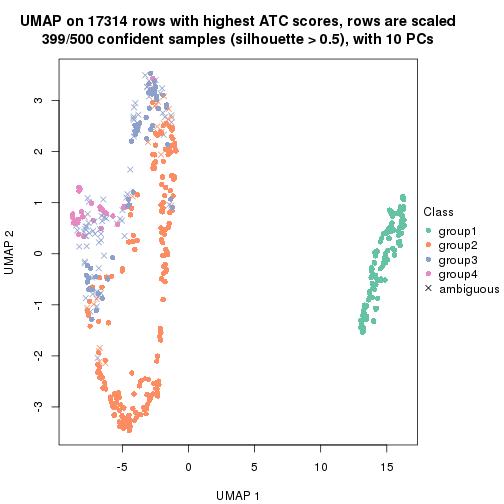 UMAP on 17314 rows with highest ATC scores, rows are scaled
399/500 confident samples (silhouette > 0.5), with 10 PCs
3
2
1
0
-1
-2
-3
UMAP 2
-5
0
5
10
15
UMAP 1
Class
group1
group2
group3
group4
ambiguous